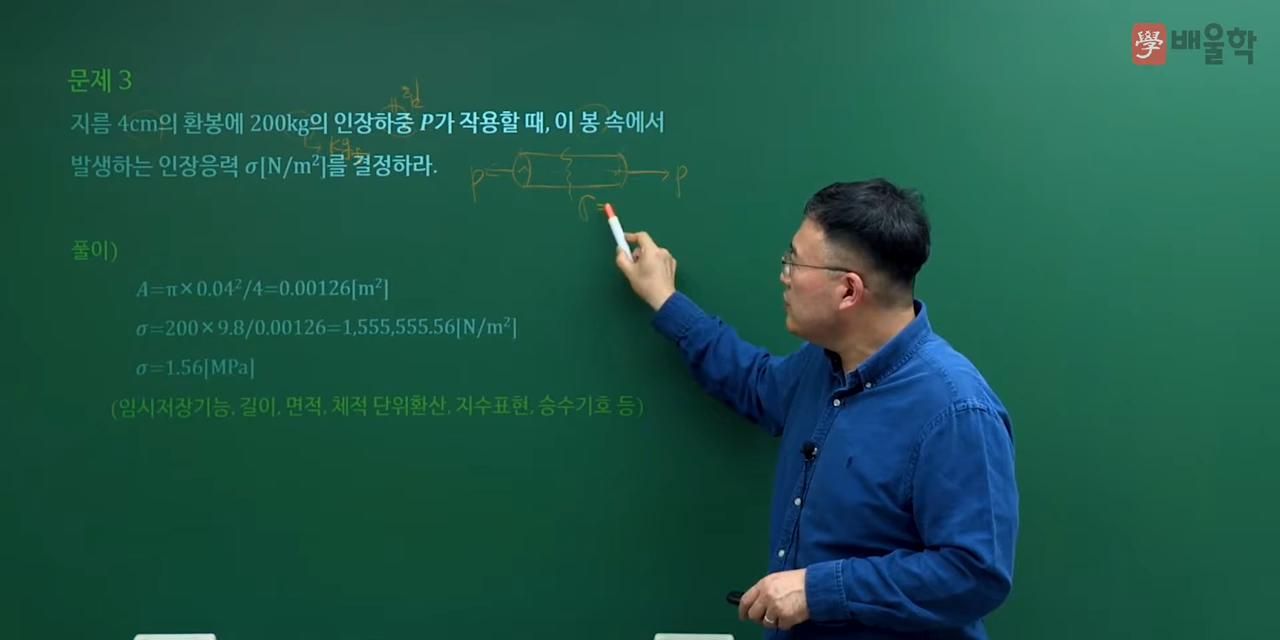 學 배울학
문제 3
힘
지름 4cm의 환봉에 200kg의 인장하중 P가 작용할 때, 이 봉 속에서
kgf
발생하는 인장응력 σ[N/m²]를 결정하라.
P P
σ=
풀이)
A=π×0.04²/4=0.00126[m²]
σ=200×9.8/0.00126=1,555,555.56[N/m²]
σ=1.56[MPa]
(임시저장기능, 길이, 면적, 체적 단위환산, 지수표현, 승수기호 등)